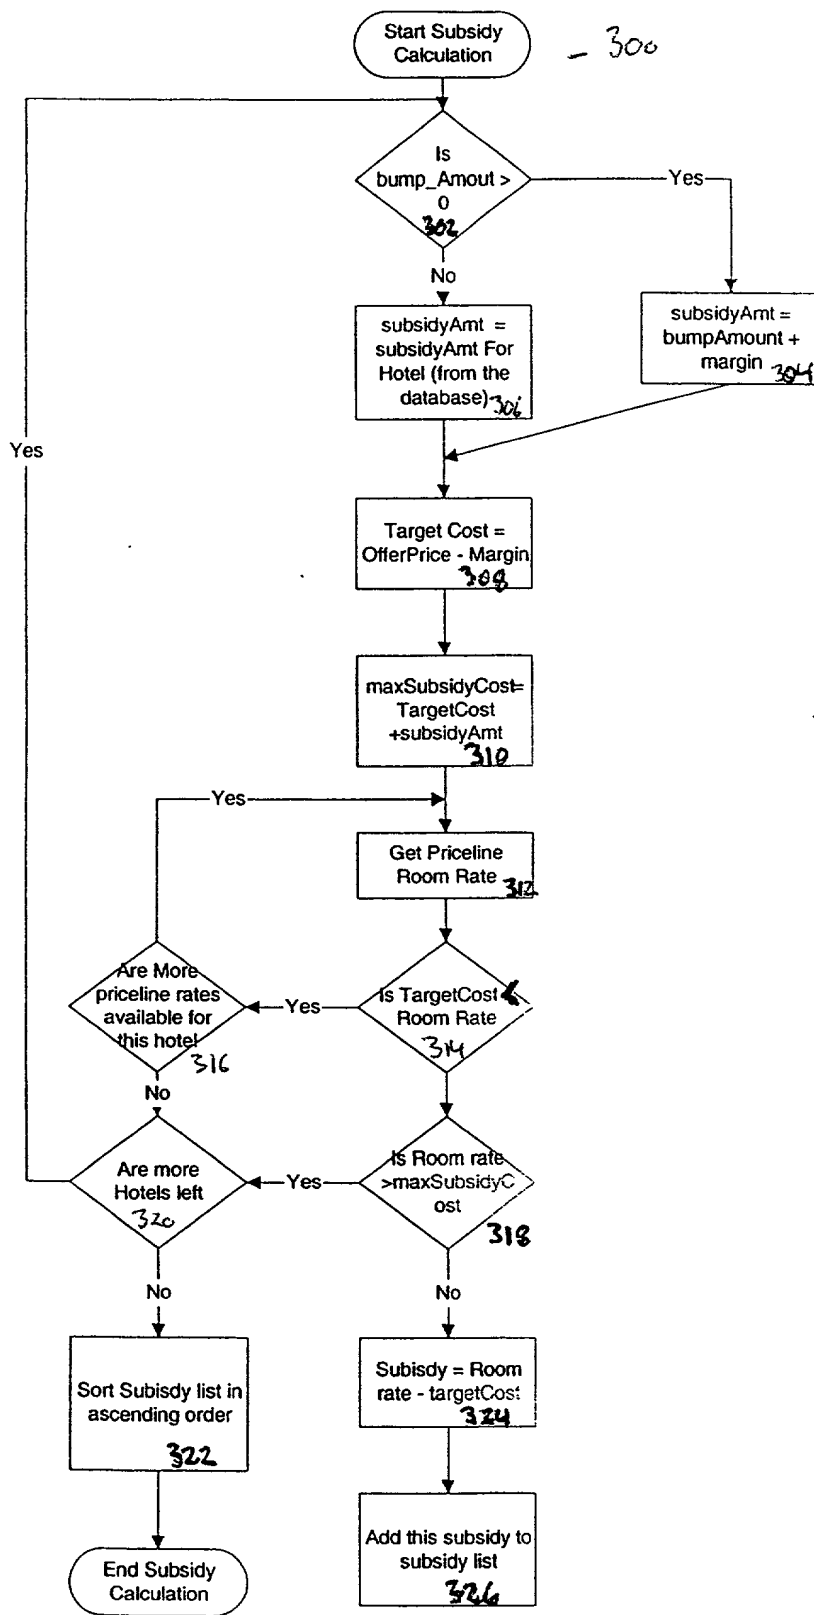 Start Subsidy
Calculation
- 300
Is
bump_Amout >
0
302
Yes
No
subsidyAmt =
subsidyAmt For
Hotel (from the
database)
306
subsidyAmt =
bumpAmount +
margin
304
Yes
Target Cost =
OfferPrice - Margin
308
maxSubsidyCost=
TargetCost
+subsidyAmt
310
Yes
Get Priceline
Room Rate
312
Are More
priceline rates
available for
this hotel
316
Yes
Is TargetCost <
Room Rate
314
No
Are more
Hotels left
320
Yes
Is Room rate
>maxSubsidyC
ost
318
No
No
Sort Subisdy list in
ascending order
322
Subisdy = Room
rate - targetCost
324
End Subsidy
Calculation
Add this subsidy to
subsidy list
326